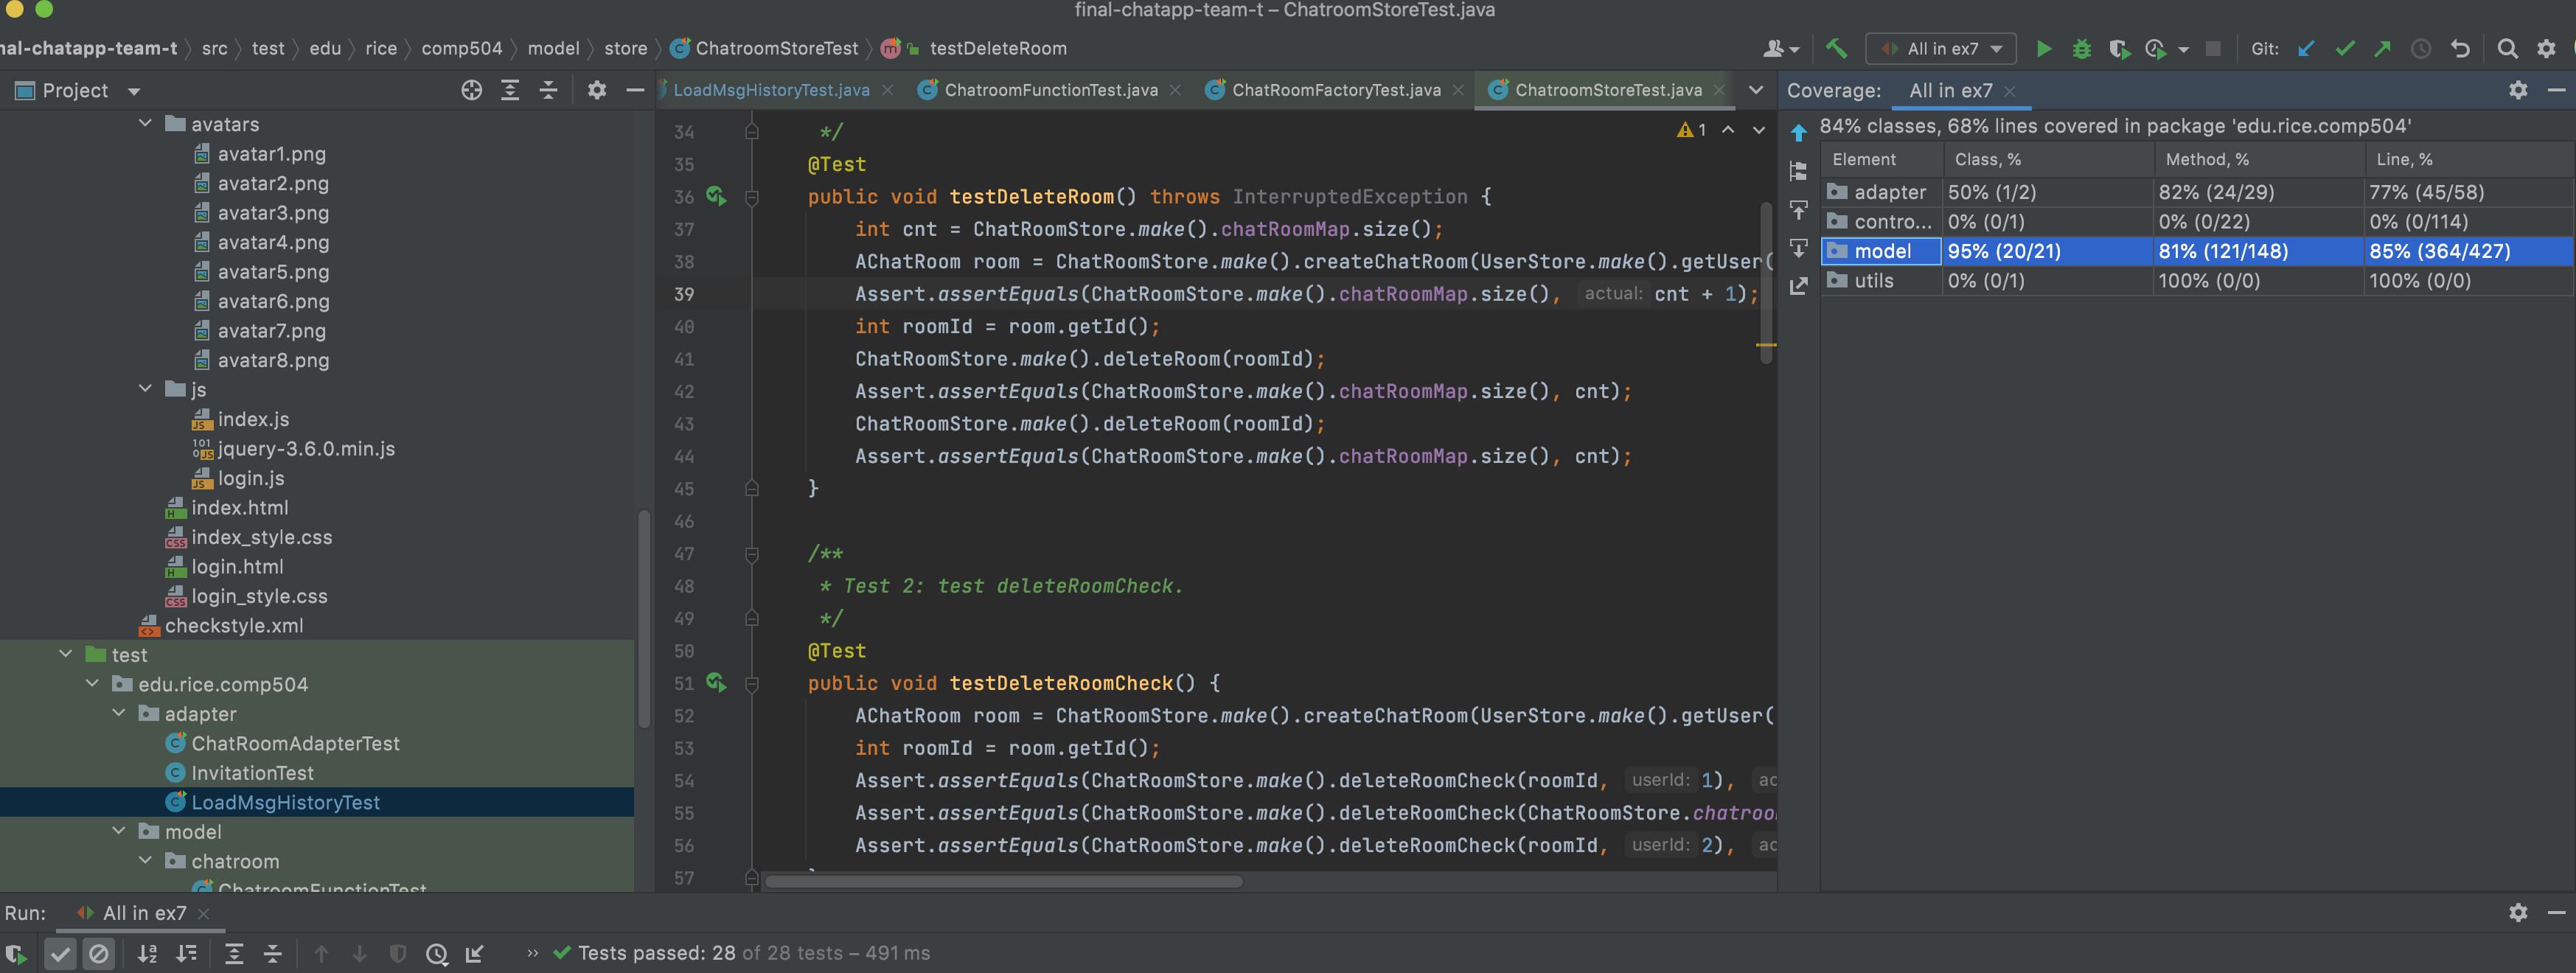 final-chatapp-team-t – ChatroomStoreTest.java
nal-chatapp-team-t src test edu rice comp504 model store ChatroomStoreTest testDeleteRoom
All in ex7
Git:
Project
avatars
avatar1.png
avatar2.png
avatar3.png
avatar4.png
avatar5.png
avatar6.png
avatar7.png
avatar8.png
js
index.js
jquery-3.6.0.min.js
login.js
index.html
index_style.css
login.html
login_style.css
checkstyle.xml
test
edu.rice.comp504
adapter
ChatRoomAdapterTest
InvitationTest
LoadMsgHistoryTest
model
chatroom
ChatroomFunctionTest
LoadMsgHistoryTest.java ChatroomFunctionTest.java ChatRoomFactoryTest.java ChatroomStoreTest.java
1
34 */
35 @Test
36 public void testDeleteRoom() throws InterruptedException {
37 int cnt = ChatRoomStore.make().chatRoomMap.size();
38 AChatRoom room = ChatRoomStore.make().createChatRoom(UserStore.make().getUser(
39 Assert.assertEquals(ChatRoomStore.make().chatRoomMap.size(), actual: cnt + 1);
40 int roomId = room.getId();
41 ChatRoomStore.make().deleteRoom(roomId);
42 Assert.assertEquals(ChatRoomStore.make().chatRoomMap.size(), cnt);
43 ChatRoomStore.make().deleteRoom(roomId);
44 Assert.assertEquals(ChatRoomStore.make().chatRoomMap.size(), cnt);
45 }
46
47 /**
48 * Test 2: test deleteRoomCheck.
49 */
50 @Test
51 public void testDeleteRoomCheck() {
52 AChatRoom room = ChatRoomStore.make().createChatRoom(UserStore.make().getUser(
53 int roomId = room.getId();
54 Assert.assertEquals(ChatRoomStore.make().deleteRoomCheck(roomId, userId: 1), ac
55 Assert.assertEquals(ChatRoomStore.make().deleteRoomCheck(ChatRoomStore.chatroo
56 Assert.assertEquals(ChatRoomStore.make().deleteRoomCheck(roomId, userId: 2), ac
57
Coverage: All in ex7
84% classes, 68% lines covered in package 'edu.rice.comp504'
Element Class, % Method, % Line, %
adapter 50% (1/2) 82% (24/29) 77% (45/58)
contro... 0% (0/1) 0% (0/22) 0% (0/114)
model 95% (20/21) 81% (121/148) 85% (364/427)
utils 0% (0/1) 100% (0/0) 100% (0/0)
Run: All in ex7
» Tests passed: 28 of 28 tests – 491 ms